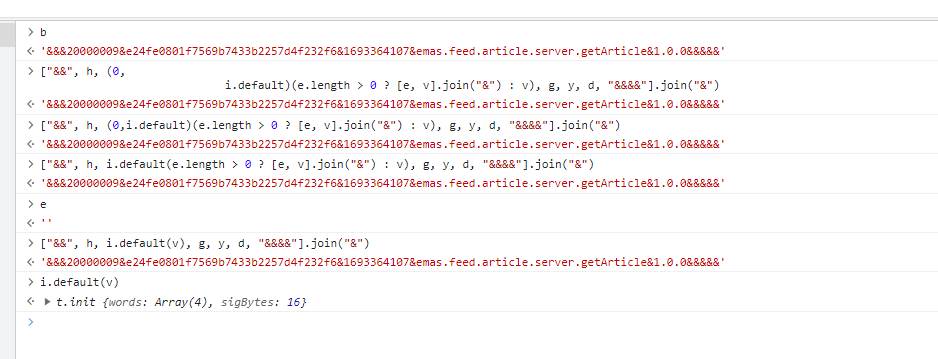 > b
<· '&&&20000009&e24fe0801f7569b7433b2257d4f232f6&1693364107&emas.feed.article.server.getArticle&1.0.0&&&&&'
> ["&&", h, (0,
i.default)(e.length > 0 ? [e, v].join("&") : v), g, y, d, "&&&&"].join("&")
<· '&&&20000009&e24fe0801f7569b7433b2257d4f232f6&1693364107&emas.feed.article.server.getArticle&1.0.0&&&&&'
> ["&&", h, (0,i.default)(e.length > 0 ? [e, v].join("&") : v), g, y, d, "&&&&"].join("&")
<· '&&&20000009&e24fe0801f7569b7433b2257d4f232f6&1693364107&emas.feed.article.server.getArticle&1.0.0&&&&&'
> ["&&", h, i.default(e.length > 0 ? [e, v].join("&") : v), g, y, d, "&&&&"].join("&")
<· '&&&20000009&e24fe0801f7569b7433b2257d4f232f6&1693364107&emas.feed.article.server.getArticle&1.0.0&&&&&'
> e
<· ''
> ["&&", h, i.default(v), g, y, d, "&&&&"].join("&")
<· '&&&20000009&e24fe0801f7569b7433b2257d4f232f6&1693364107&emas.feed.article.server.getArticle&1.0.0&&&&&'
> i.default(v)
<· ▶ t.init {words: Array(4), sigBytes: 16}
>